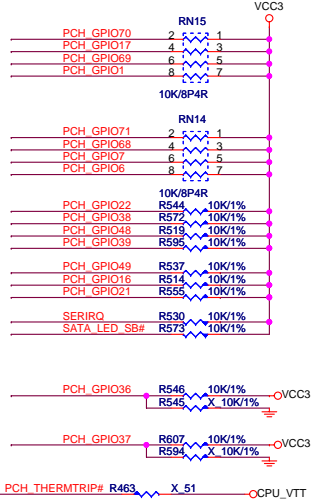 VCC3
RN15
PCH_GPIO70 2 1
PCH_GPIO17 4 3
PCH_GPIO69 6 5
PCH_GPIO1 8 7
10K/8P4R
RN14
PCH_GPIO71 2 1
PCH_GPIO68 4 3
PCH_GPIO7 6 5
PCH_GPIO6 8 7
10K/8P4R
PCH_GPIO22 R544 10K/1%
PCH_GPIO38 R572 10K/1%
PCH_GPIO48 R519 10K/1%
PCH_GPIO39 R595 10K/1%
PCH_GPIO49 R537 10K/1%
PCH_GPIO16 R514 10K/1%
PCH_GPIO21 R555 10K/1%
SERIRQ R530 10K/1%
SATA_LED_SB# R573 10K/1%
PCH_GPIO36 R546 10K/1% VCC3
R545 X_10K/1%
PCH_GPIO37 R607 10K/1% VCC3
R594 X_10K/1%
PCH_THERMTRIP# R463 X_51 CPU_VTT